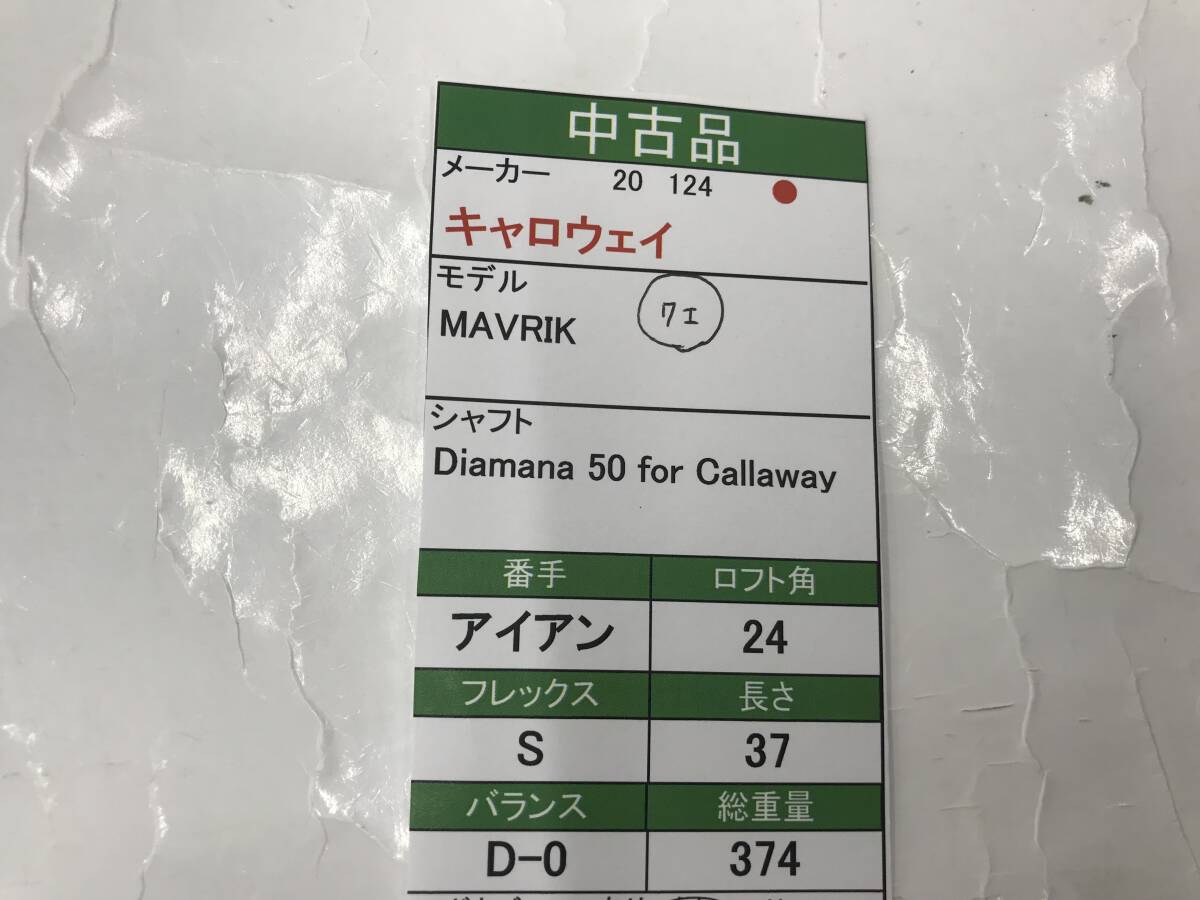 中古品
メーカー 20 124
キャロウェイ
モデル
MAVRIK 7I
シャフト
Diamana 50 for Callaway
番手 ロフト角
アイアン 24
フレックス 長さ
S 37
バランス 総重量
D-0 374